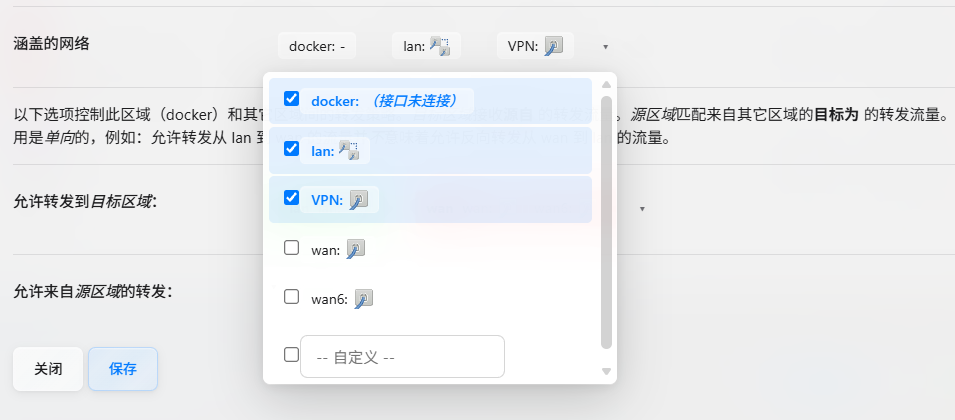 涵盖的网络
docker: -
lan:
VPN:
docker: （接口未连接）
以下选项控制此区域（docker）和其它
。源区域匹配来自其它区域的目标为 的转发流量。
用是单向的，例如：允许转发从 lan 到
的流量。
lan:
VPN:
允许转发到目标区域：
wan:
wan6:
允许来自源区域的转发：
-- 自定义 --
关闭
保存